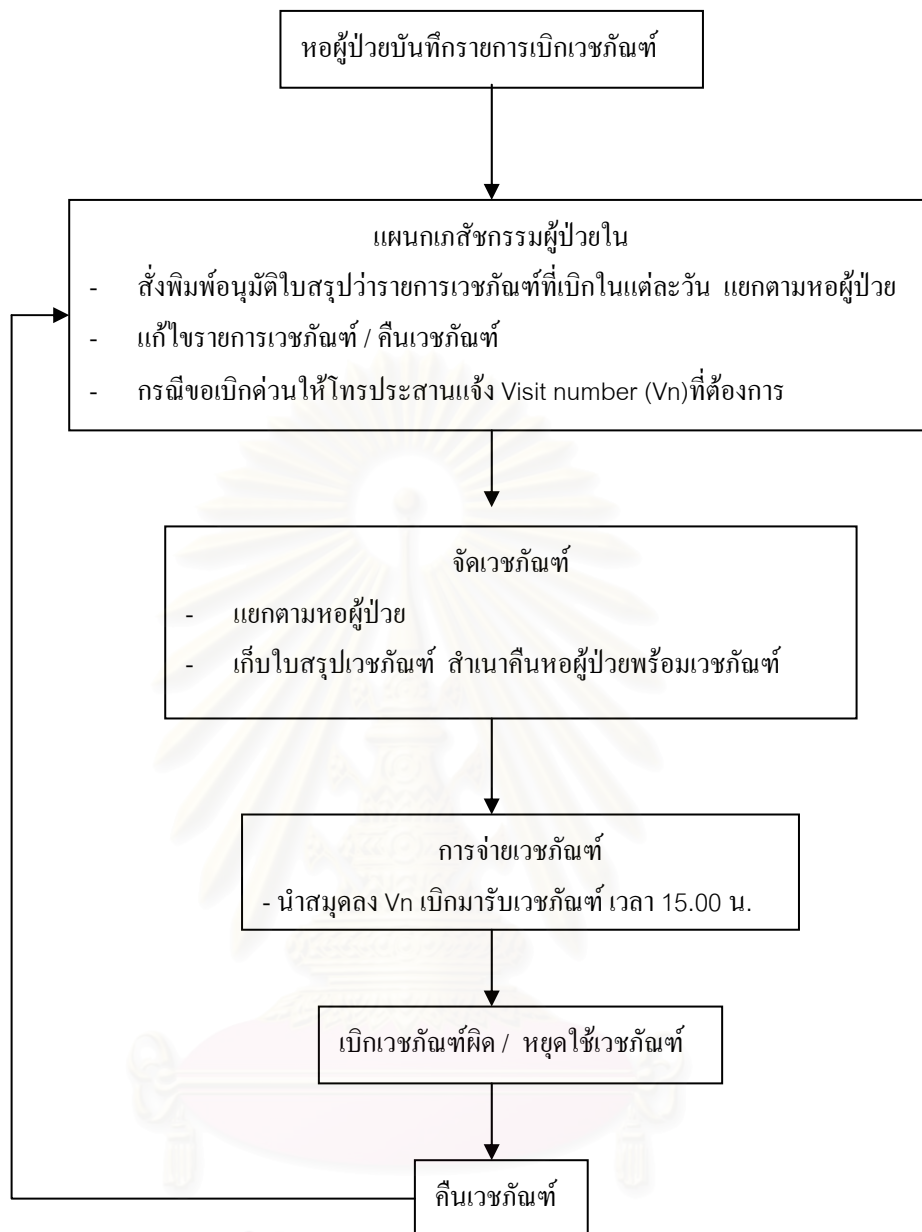 หอผู้ป่วยบันทึกรายการเบิกเวชภัณฑ์
แผนกเภสัชกรรมผู้ป่วยใน
- สั่งพิมพ์อนุมัติใบสรุปว่ารายการเวชภัณฑ์ที่เบิกในแต่ละวัน แยกตามหอผู้ป่วย
- แก้ไขรายการเวชภัณฑ์ / คืนเวชภัณฑ์
- กรณีขอเบิกด่วนให้โทรประสานแจ้ง Visit number (Vn)ที่ต้องการ
จัดเวชภัณฑ์
- แยกตามหอผู้ป่วย
- เก็บใบสรุปเวชภัณฑ์ สำเนาคืนหอผู้ป่วยพร้อมเวชภัณฑ์
การจ่ายเวชภัณฑ์
- นำสมุดลง Vn เบิกมารับเวชภัณฑ์ เวลา 15.00 น.
เบิกเวชภัณฑ์ผิด / หยุดใช้เวชภัณฑ์
คืนเวชภัณฑ์